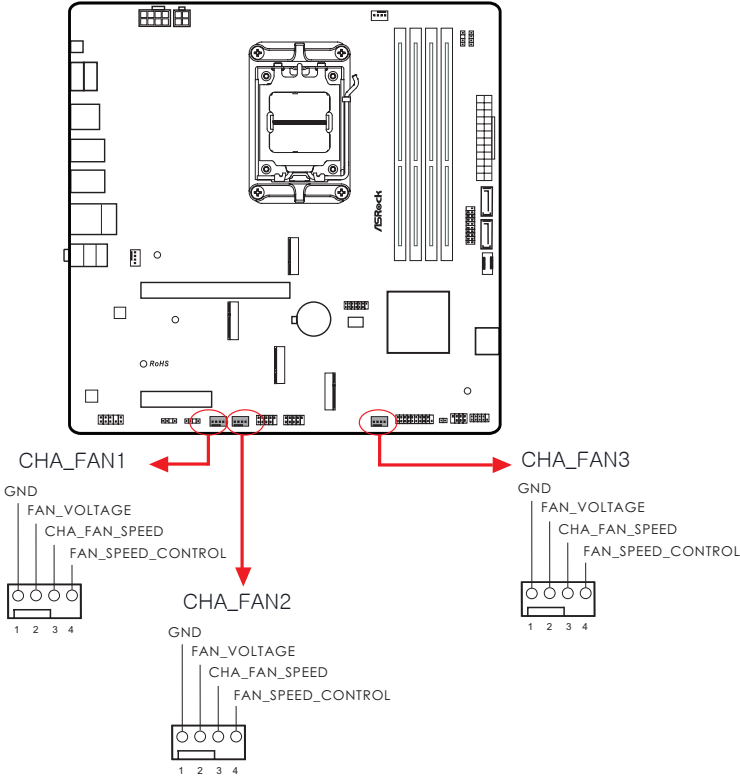 ASRock
RoHS
CHA_FAN1
GND
FAN_VOLTAGE
CHA_FAN_SPEED
FAN_SPEED_CONTROL
1 2 3 4
CHA_FAN2
GND
FAN_VOLTAGE
CHA_FAN_SPEED
FAN_SPEED_CONTROL
1 2 3 4
CHA_FAN3
GND
FAN_VOLTAGE
CHA_FAN_SPEED
FAN_SPEED_CONTROL
1 2 3 4